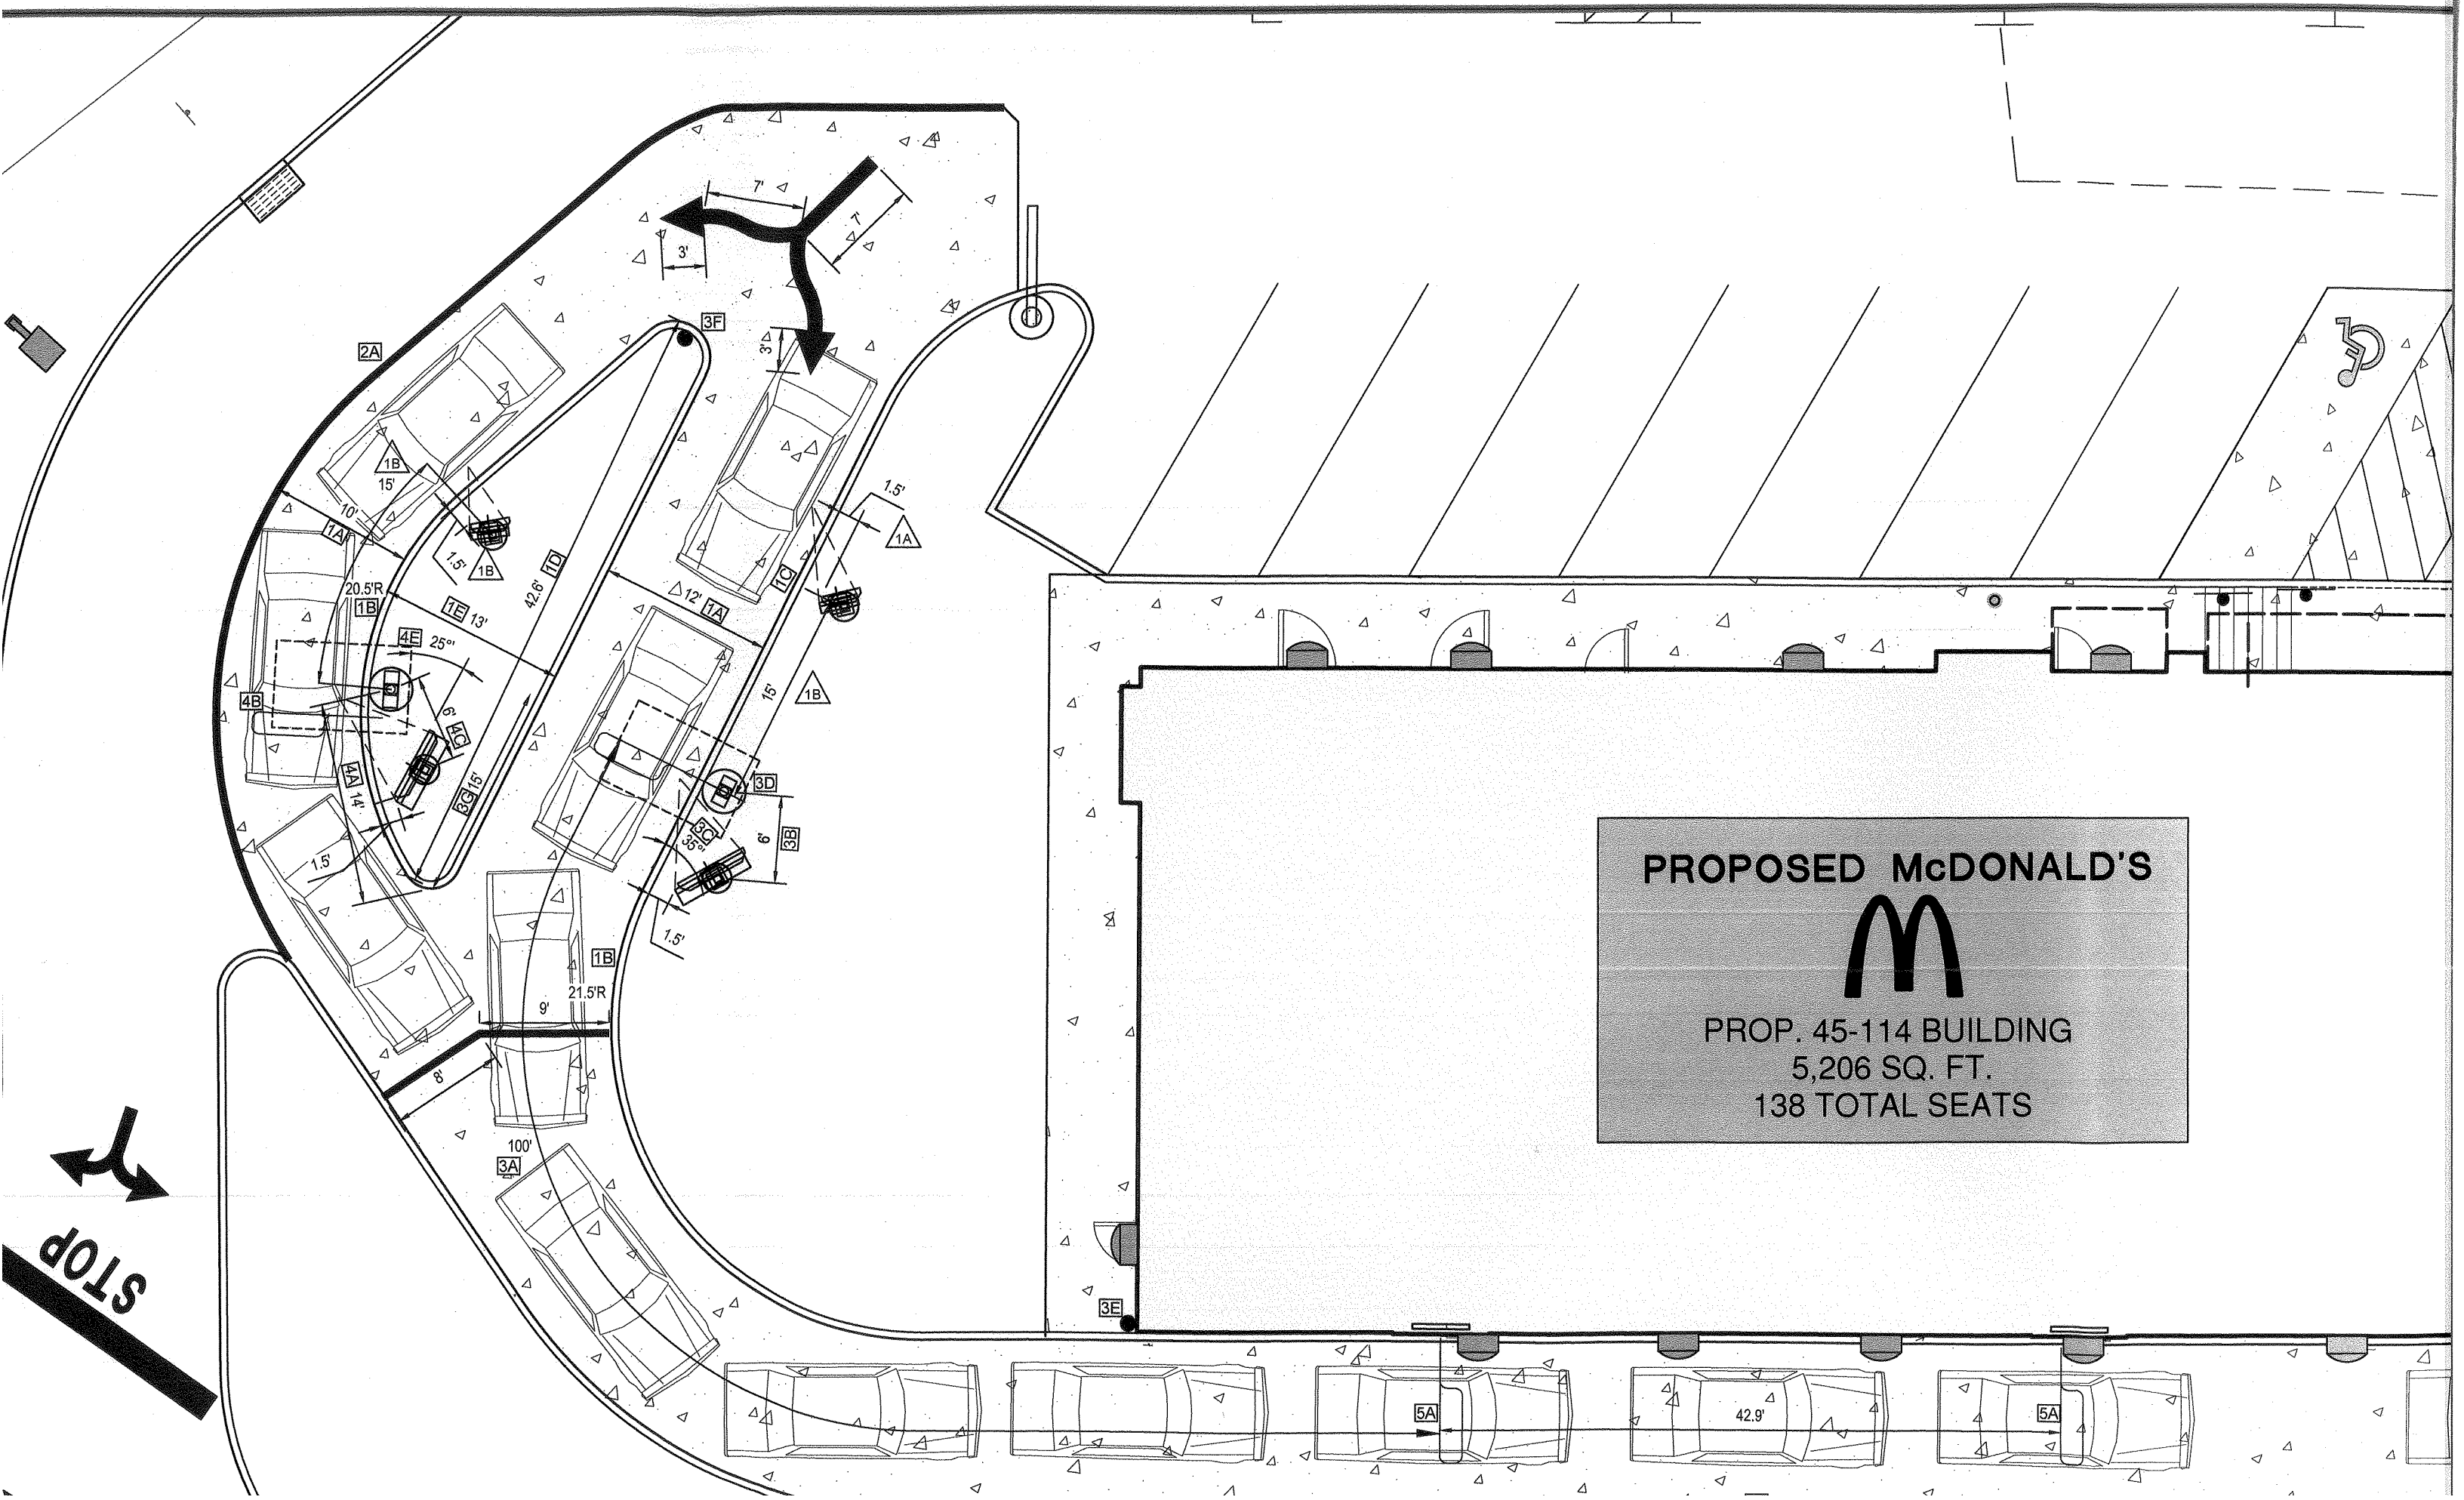 7'
7'
3'
3F
3'
2A
1B
15'
10'
1A
1.5'
1B
1.5'
1A
42.6'
1D
1C
20.5'R
1B
1E
13'
12'
1A
4E
25°
4B
6'
4C
15'
1B
4A
14'
3G
15'
3D
3C
35°
6'
3B
1.5'
1.5'
1B
21.5'R
9'
8'
100'
3A
STOP
PROPOSED McDONALD'S
PROP. 45-114 BUILDING
5,206 SQ. FT.
138 TOTAL SEATS
3E
5A
42.9'
5A